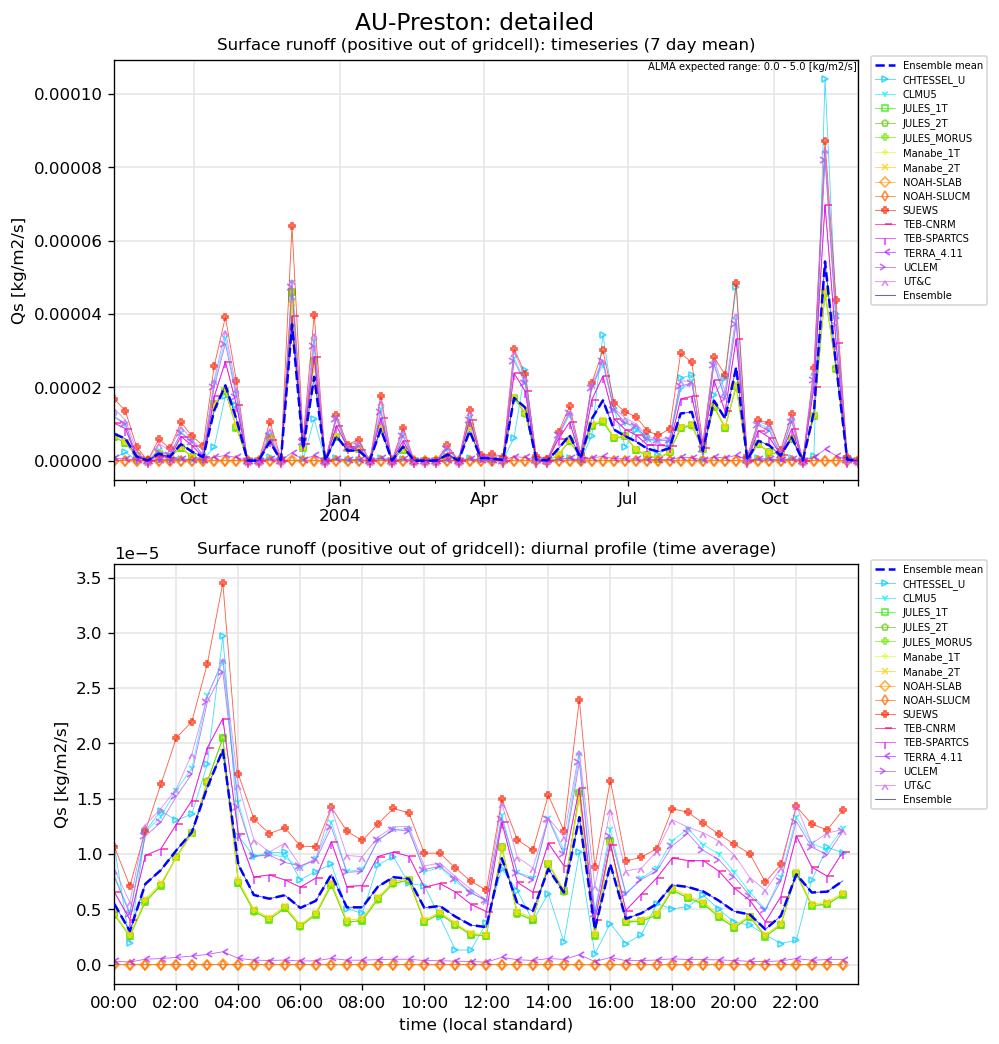 AU-Preston: detailed
Surface runoff (positive out of gridcell): timeseries (7 day mean)
ALMA expected range: 0.0 - 5.0 [kg/m2/s]
0.00010
0.00008
0.00006
0.00004
0.00002
0.00000
Qs [kg/m2/s]
Oct
Jan
2004
Apr
Jul
Oct
Ensemble mean
CHTESSEL_U
CLMU5
JULES_1T
JULES_2T
JULES_MORUS
Manabe_1T
Manabe_2T
NOAH-SLAB
NOAH-SLUCM
SUEWS
TEB-CNRM
TEB-SPARTCS
TERRA_4.11
UCLEM
UT&C
Ensemble
Surface runoff (positive out of gridcell): diurnal profile (time average)
1e−5
3.5
3.0
2.5
2.0
1.5
1.0
0.5
0.0
Qs [kg/m2/s]
00:00
02:00
04:00
06:00
08:00
10:00
12:00
14:00
16:00
18:00
20:00
22:00
time (local standard)
Ensemble mean
CHTESSEL_U
CLMU5
JULES_1T
JULES_2T
JULES_MORUS
Manabe_1T
Manabe_2T
NOAH-SLAB
NOAH-SLUCM
SUEWS
TEB-CNRM
TEB-SPARTCS
TERRA_4.11
UCLEM
UT&C
Ensemble